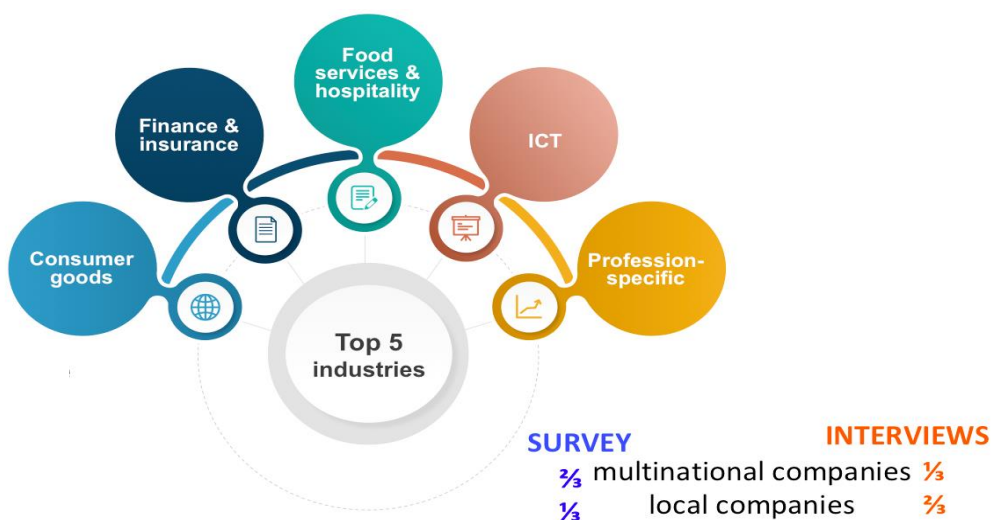 Food
services &
hospitality
Finance &
insurance
ICT
Consumer
goods
Profession-
specific
Top 5
industries
SURVEY INTERVIEWS
⅔ multinational companies ⅓
⅓ local companies ⅔